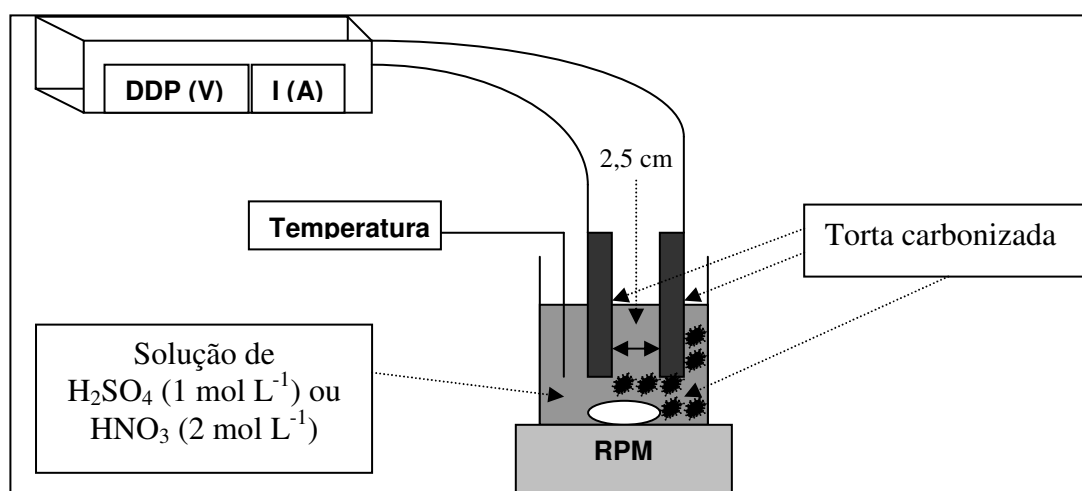 DDP (V) I (A)
2,5 cm
Temperatura
Torta carbonizada
Solução de
H₂SO₄ (1 mol L⁻¹) ou
HNO₃ (2 mol L⁻¹)
RPM